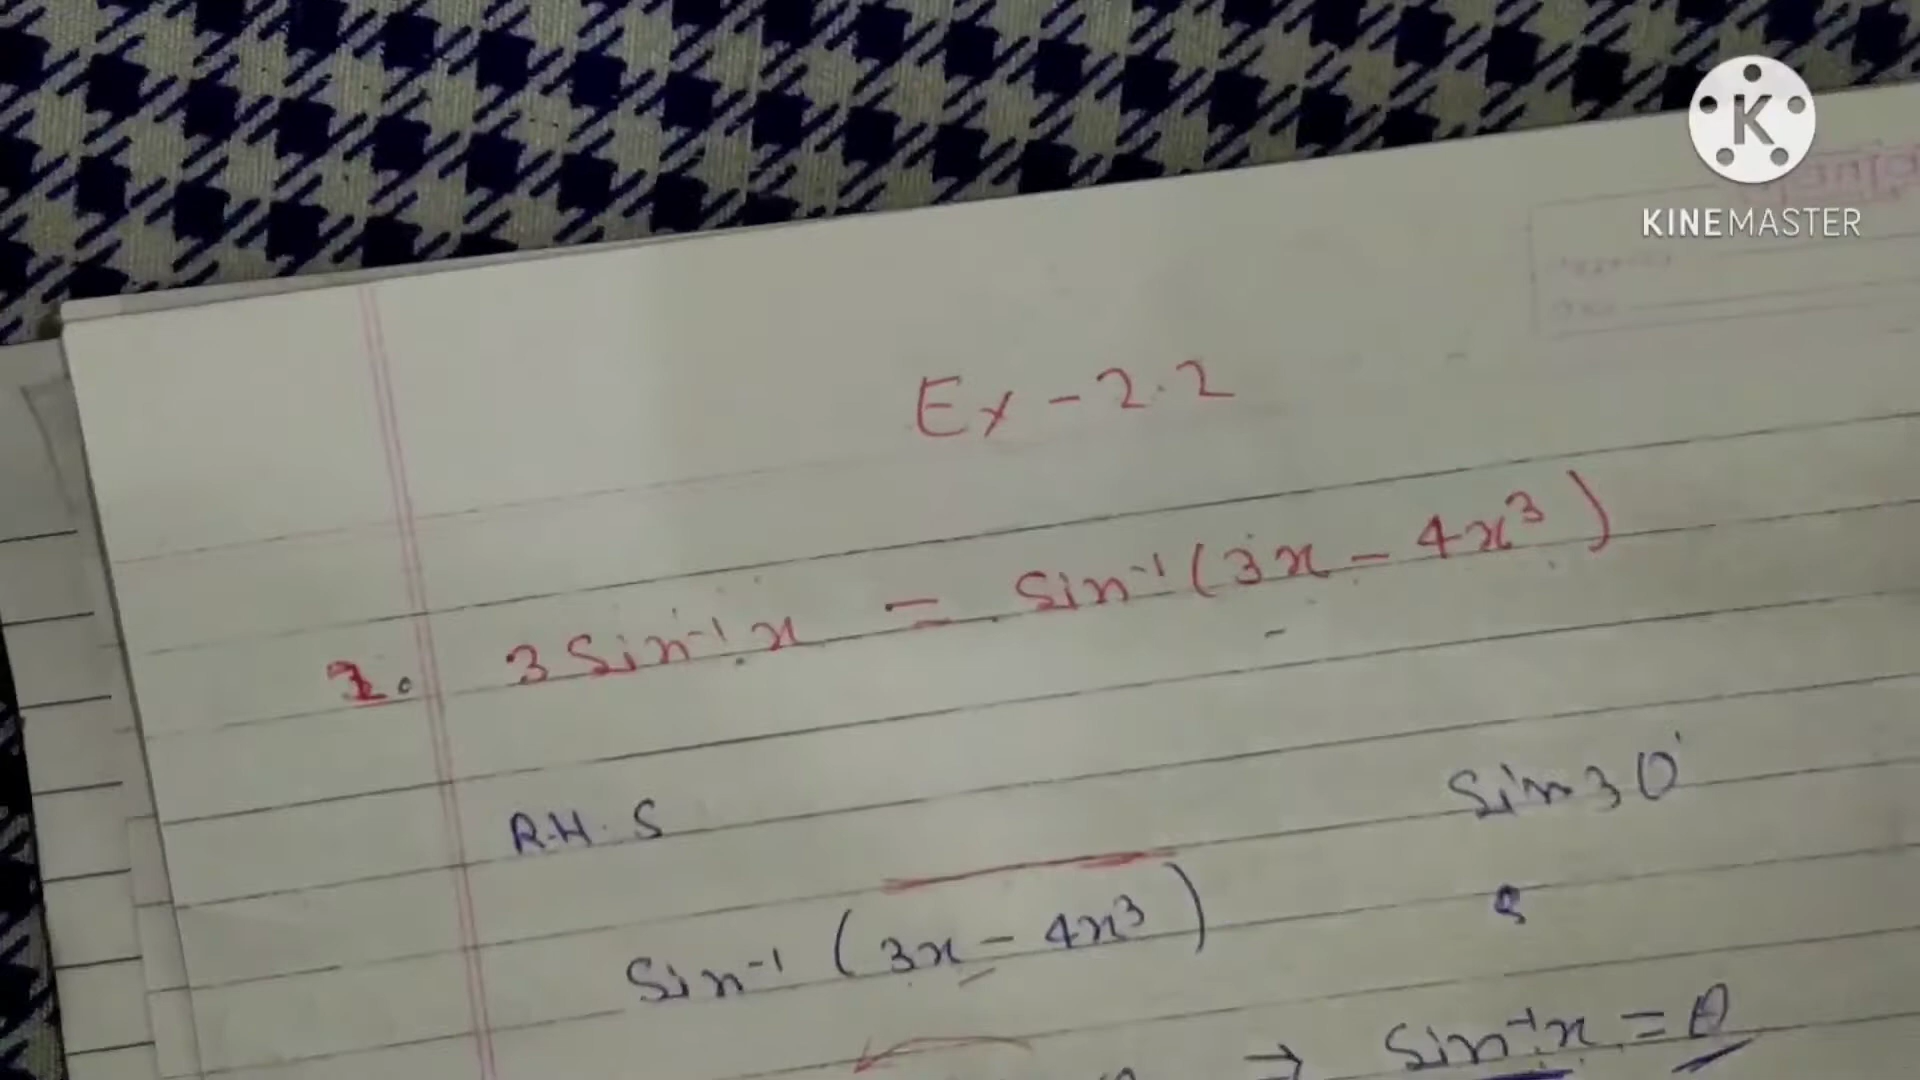 KINEMASTER
Ex - 2.2
1. 3 Sin⁻¹ x = Sin⁻¹ (3x - 4x³)
R.H.S
Sin 3θ
Sin⁻¹ (3x - 4x³)
→ Sin⁻¹x = θ